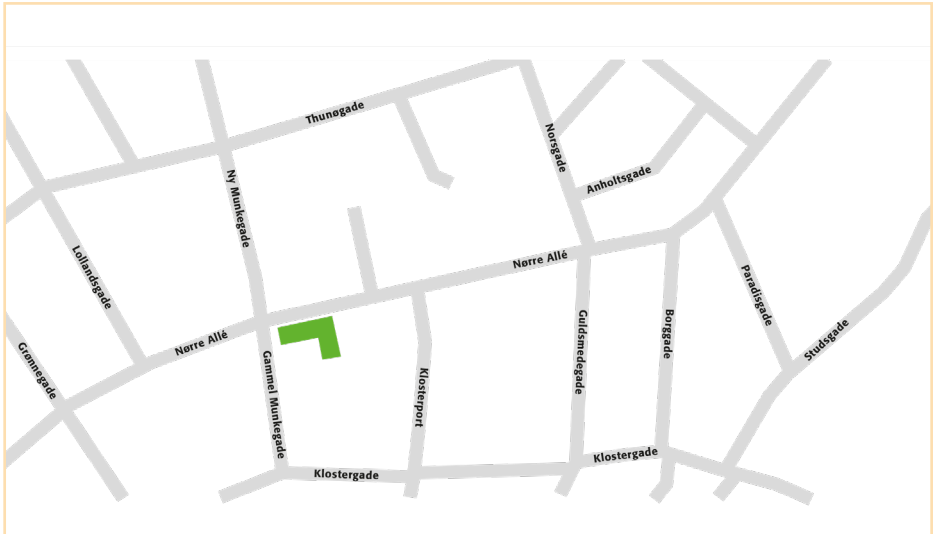 Thunøgade
Norsgade
Anholtsgade
Ny Munkegade
Lollandsgade
Nørre Allé
Paradisgade
Nørre Allé
Grønnegade
Gammel Munkegade
Klosterport
Guldsmedegade
Borggade
Studsgade
Klostergade
Klostergade